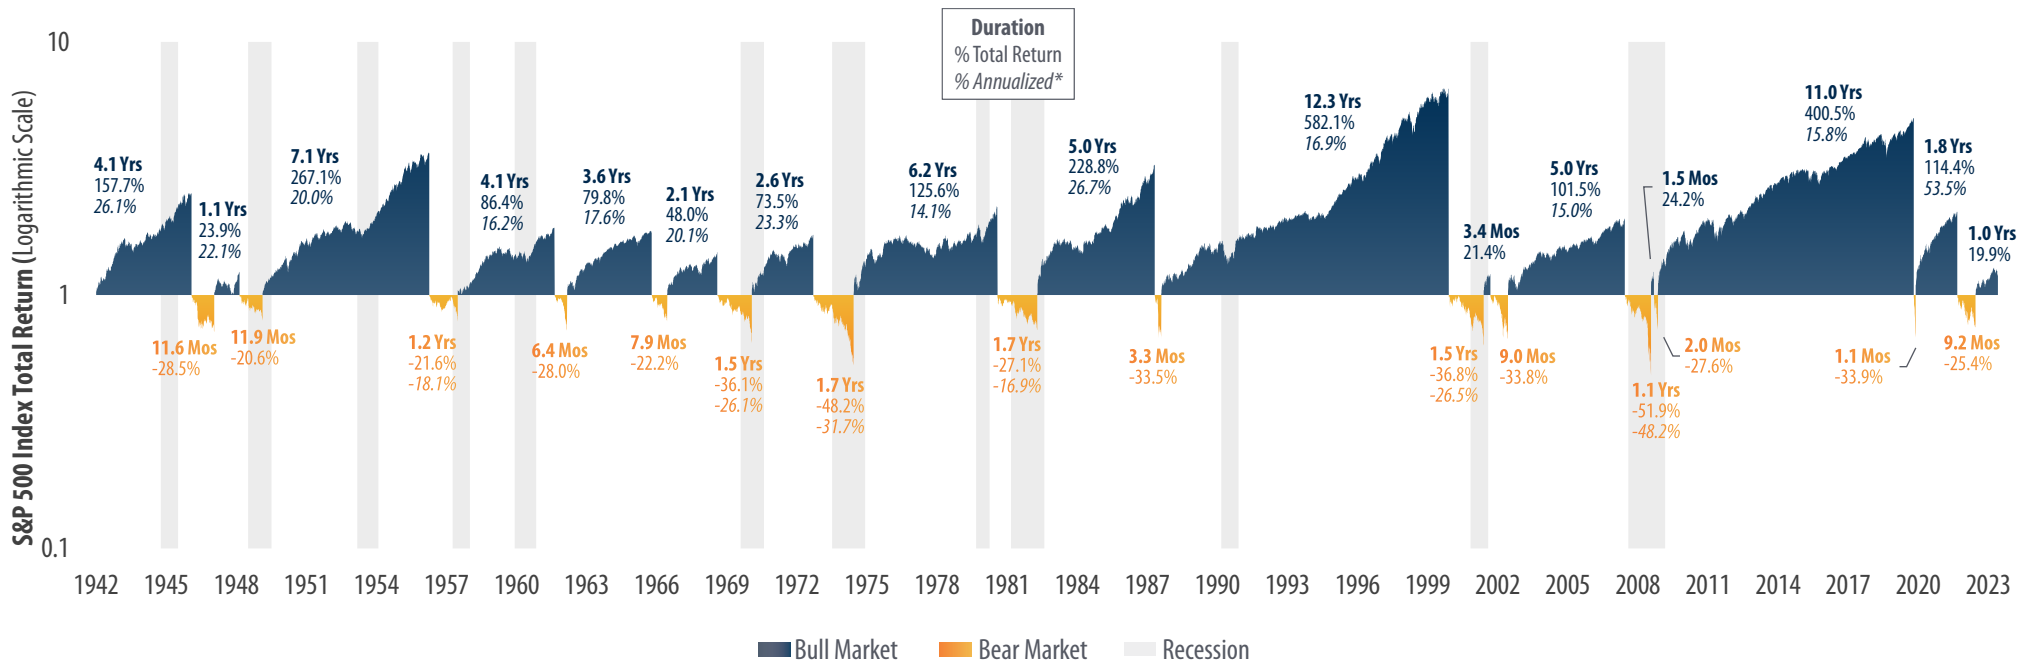 Duration
% Total Return
% Annualized*
S&P 500 Index Total Return (Logarithmic Scale)
10
1
0.1
4.1 Yrs
157.7%
26.1%
1.1 Yrs
23.9%
22.1%
7.1 Yrs
267.1%
20.0%
4.1 Yrs
86.4%
16.2%
3.6 Yrs
79.8%
17.6%
2.1 Yrs
48.0%
20.1%
2.6 Yrs
73.5%
23.3%
6.2 Yrs
125.6%
14.1%
5.0 Yrs
228.8%
26.7%
12.3 Yrs
582.1%
16.9%
3.4 Mos
21.4%
5.0 Yrs
101.5%
15.0%
1.5 Mos
24.2%
11.0 Yrs
400.5%
15.8%
1.8 Yrs
114.4%
53.5%
1.0 Yrs
19.9%
11.6 Mos
-28.5%
11.9 Mos
-20.6%
1.2 Yrs
-21.6%
-18.1%
6.4 Mos
-28.0%
7.9 Mos
-22.2%
1.5 Yrs
-36.1%
-26.1%
1.7 Yrs
-48.2%
-31.7%
1.7 Yrs
-27.1%
-16.9%
3.3 Mos
-33.5%
1.5 Yrs
-36.8%
-26.5%
9.0 Mos
-33.8%
1.1 Yrs
-51.9%
-48.2%
2.0 Mos
-27.6%
1.1 Mos
-33.9%
9.2 Mos
-25.4%
1942 1945 1948 1951 1954 1957 1960 1963 1966 1969 1972 1975 1978 1981 1984 1987 1990 1993 1996 1999 2002 2005 2008 2011 2014 2017 2020 2023
Bull Market Bear Market Recession